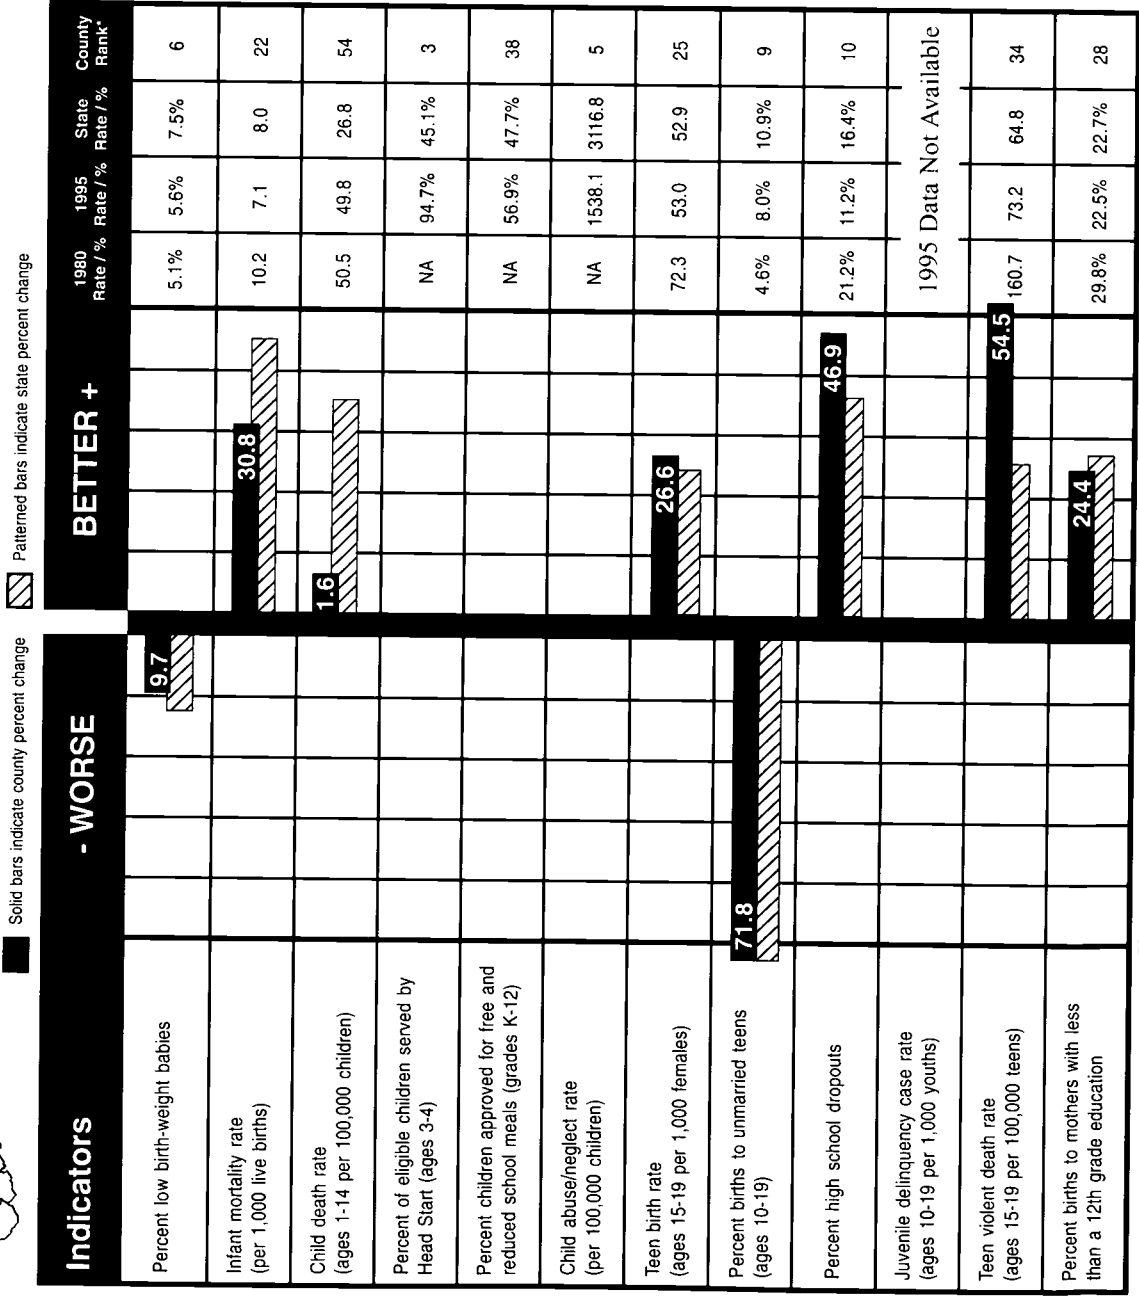 Solid bars indicate county percent change
Patterned bars indicate state percent change
Indicators
- WORSE
BETTER +
1980
Rate / %
1995
Rate / %
State
Rate / %
County
Rank*
Percent low birth-weight babies
9.7
5.1%
5.6%
7.5%
6
Infant mortality rate
(per 1,000 live births)
30.8
10.2
7.1
8.0
22
Child death rate
(ages 1-14 per 100,000 children)
1.6
50.5
49.8
26.8
54
Percent of eligible children served by
Head Start (ages 3-4)
NA
94.7%
45.1%
3
Percent children approved for free and
reduced school meals (grades K-12)
NA
56.9%
47.7%
38
Child abuse/neglect rate
(per 100,000 children)
NA
1538.1
3116.8
5
Teen birth rate
(ages 15-19 per 1,000 females)
26.6
72.3
53.0
52.9
25
Percent births to unmarried teens
(ages 10-19)
71.8
4.6%
8.0%
10.9%
9
Percent high school dropouts
46.9
21.2%
11.2%
16.4%
10
Juvenile delinquency case rate
(ages 10-19 per 1,000 youths)
1995 Data Not Available
Teen violent death rate
(ages 15-19 per 100,000 teens)
54.5
160.7
73.2
64.8
34
Percent births to mothers with less
than a 12th grade education
24.4
29.8%
22.5%
22.7%
28